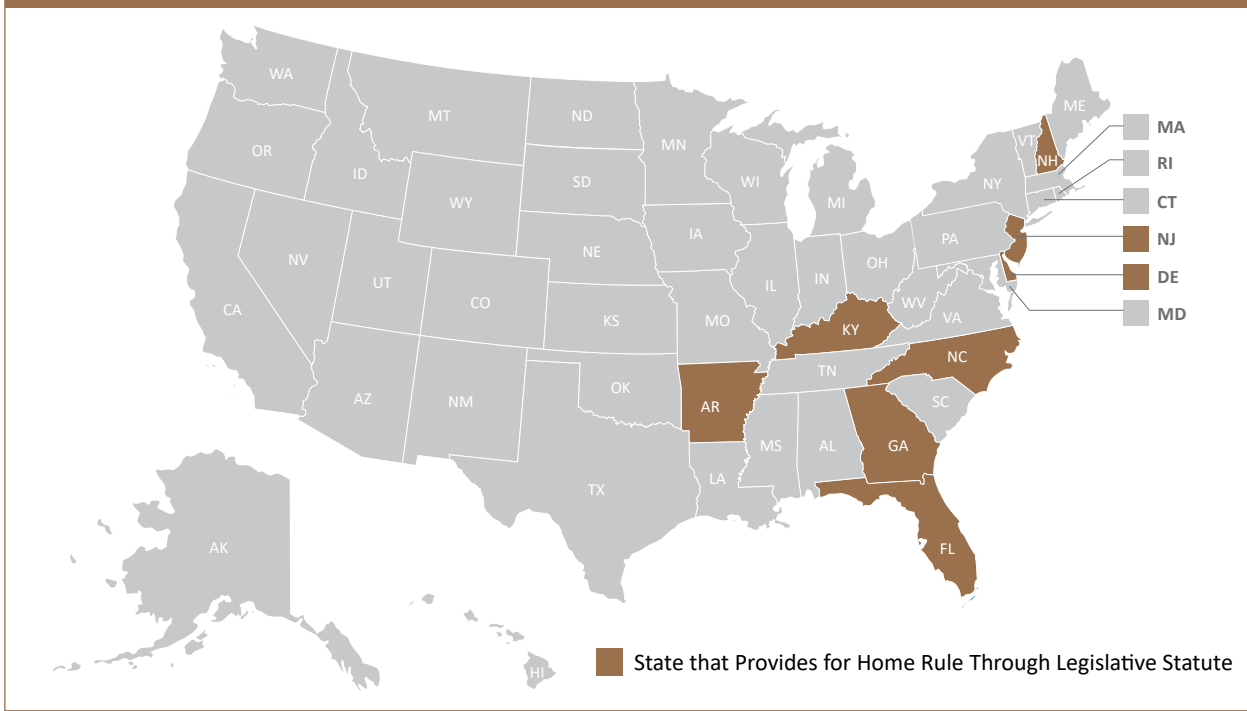 WA
MT
ND
MN
ME
VT
NH
MA
OR
ID
SD
WI
MI
NY
RI
WY
CT
IA
PA
NJ
NE
NV
UT
CO
IL
IN
OH
DE
CA
KS
MO
WV
VA
MD
KY
NC
TN
OK
AZ
NM
AR
SC
MS
AL
GA
LA
TX
AK
FL
HI
State that Provides for Home Rule Through Legislative Statute